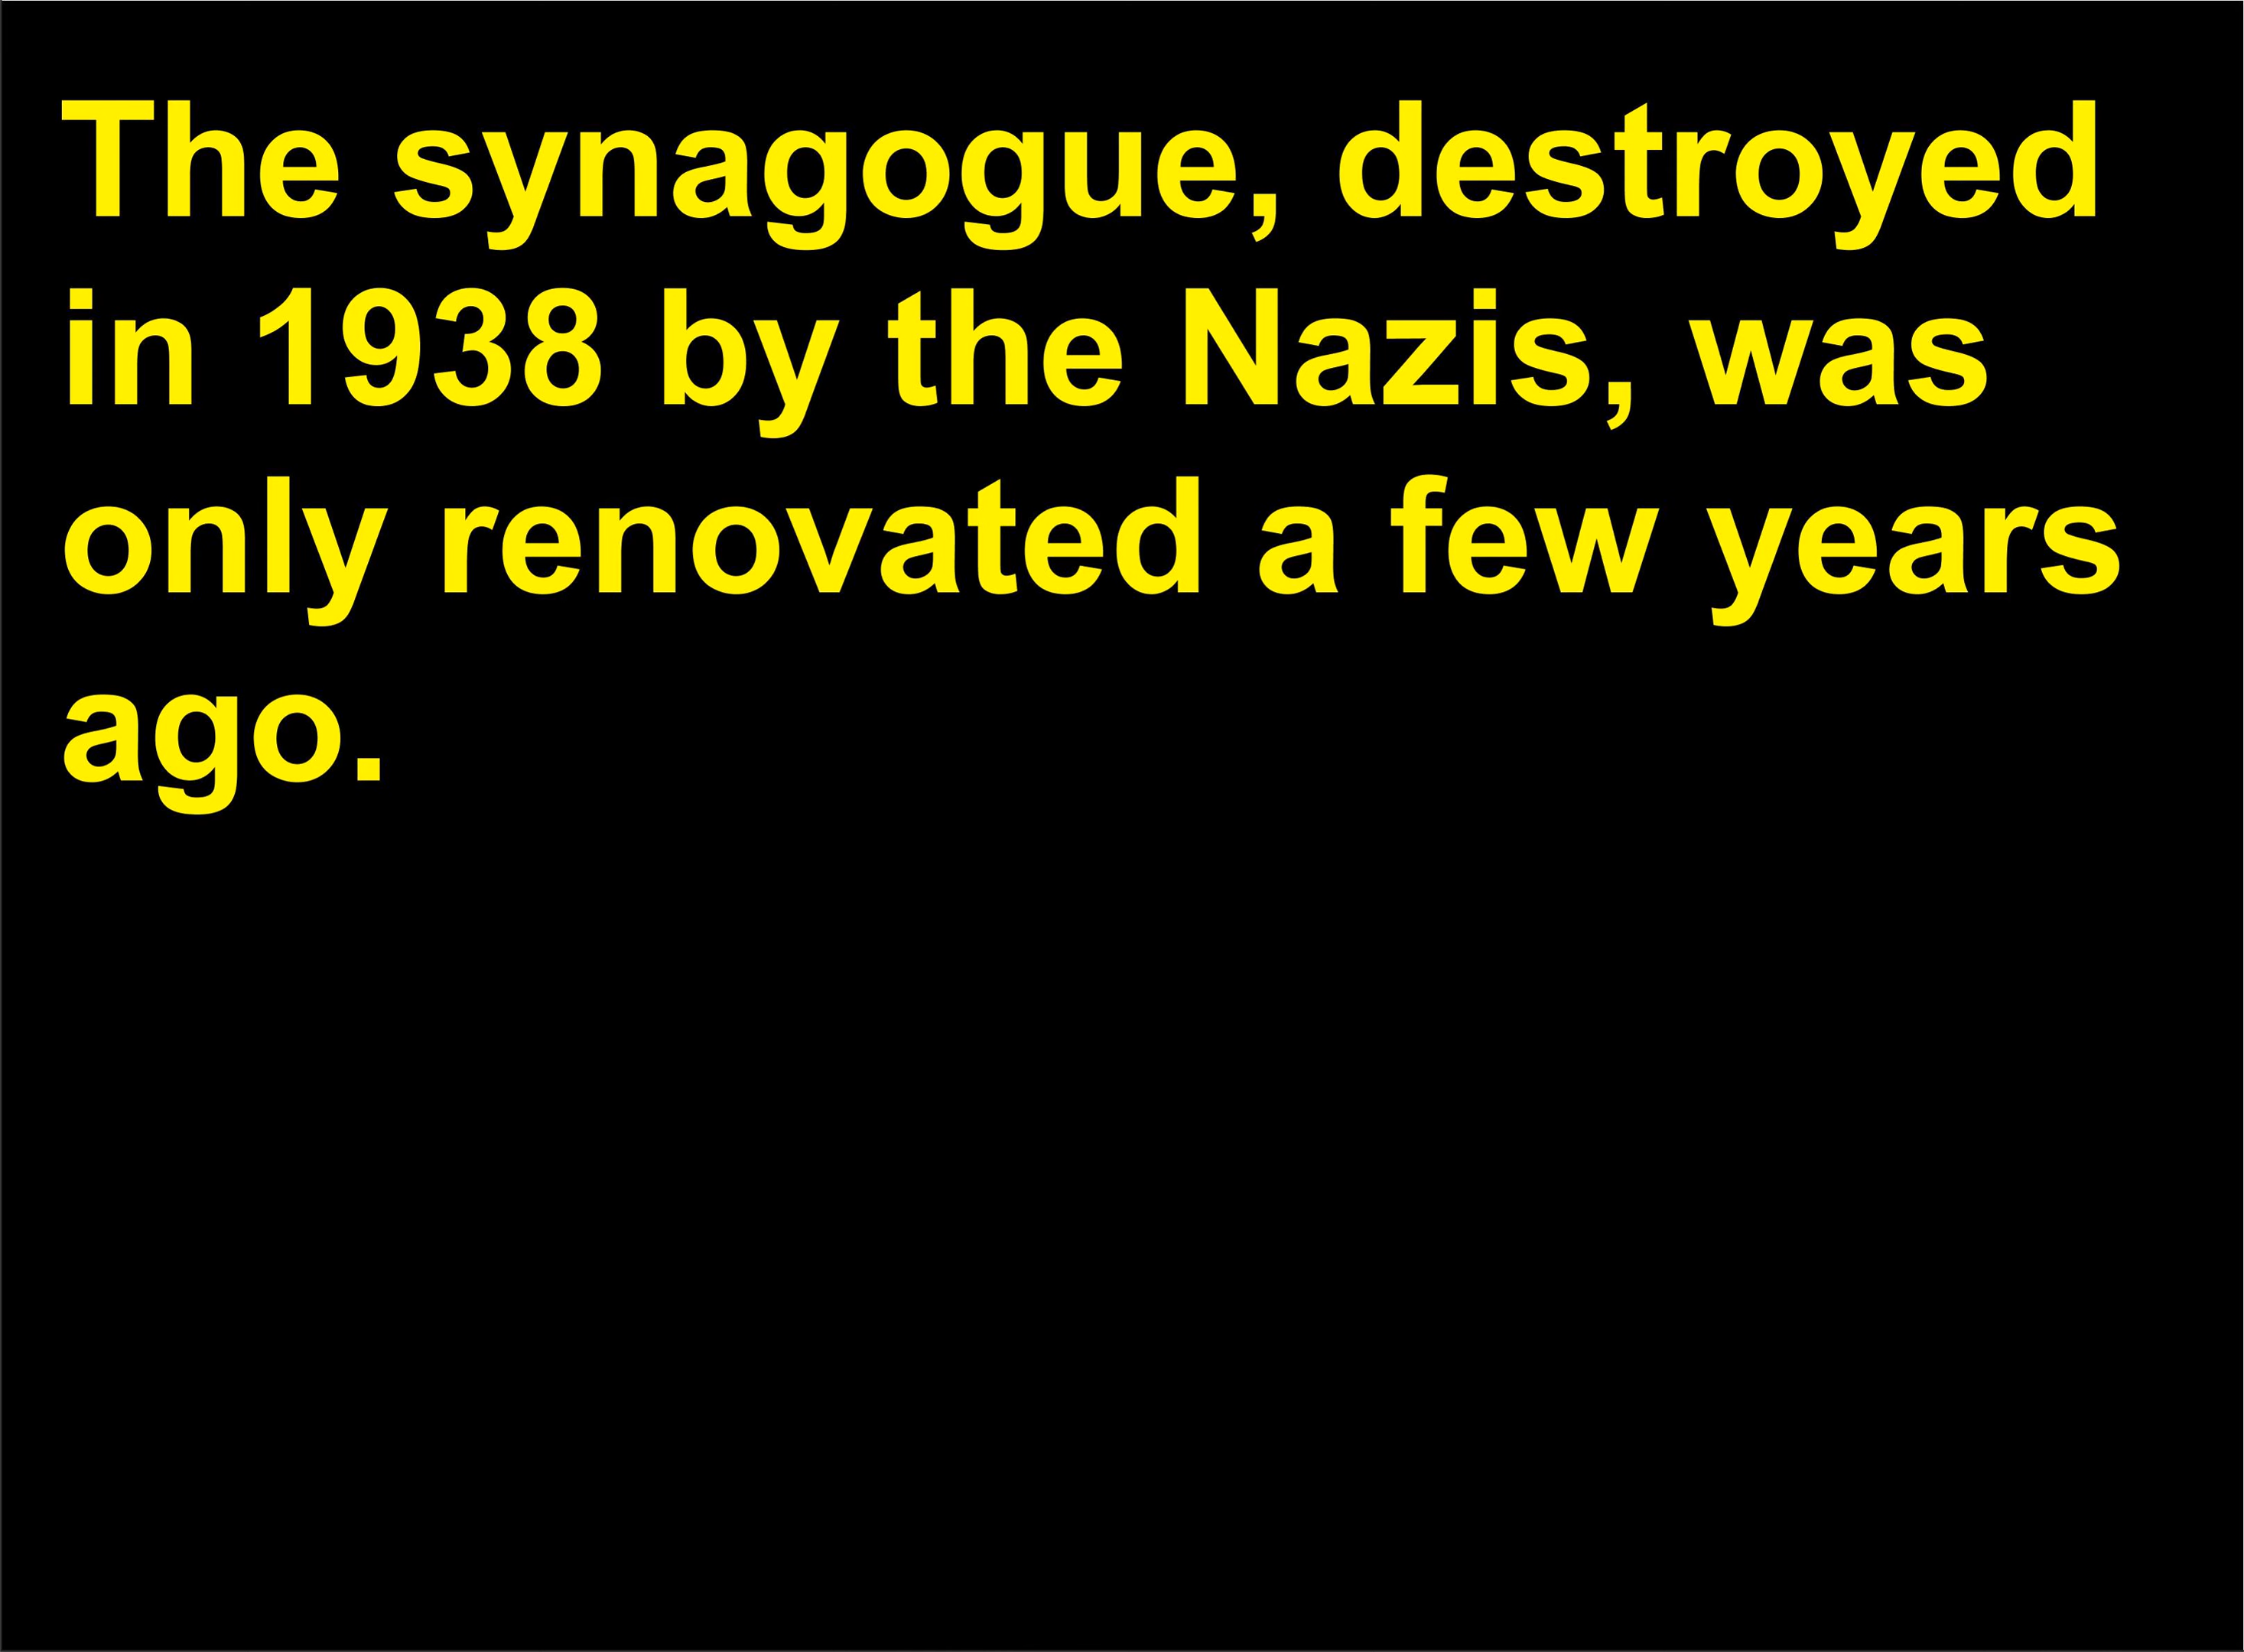 The synagogue, destroyed
in 1938 by the Nazis, was
only renovated a few years
ago.